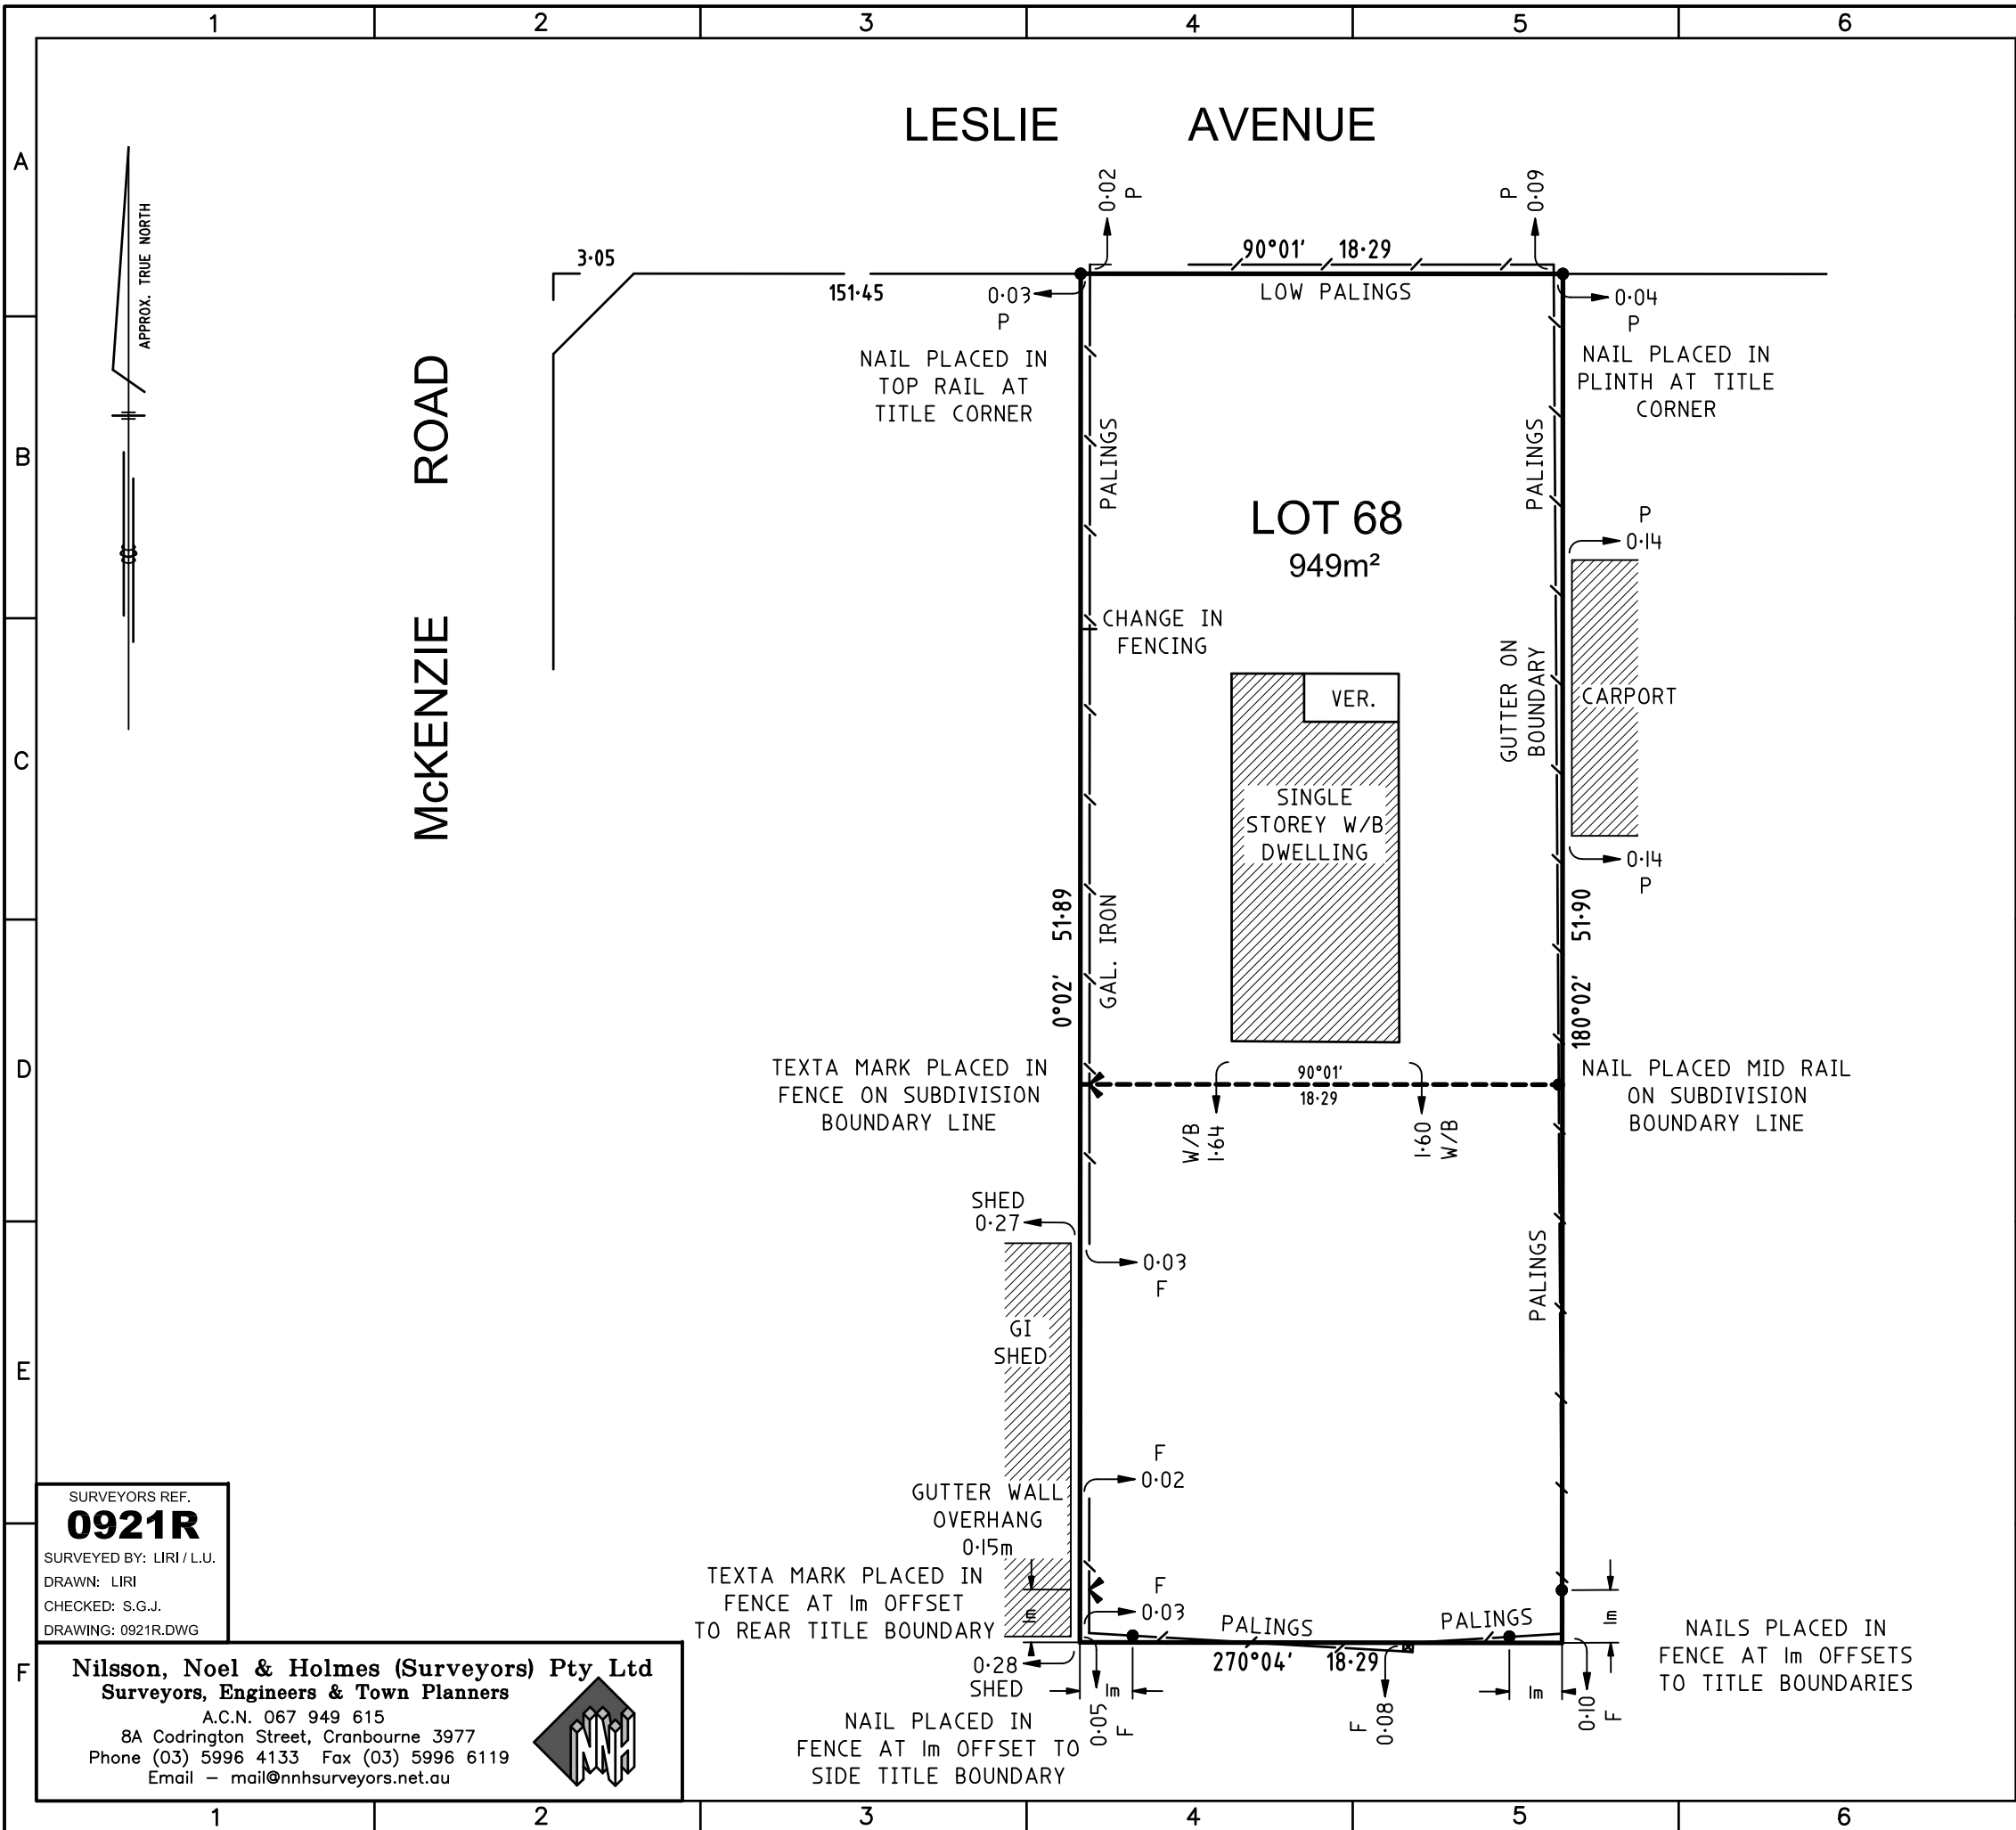 1 2 3 4 5 6
A
B
C
D
E
F
LESLIE AVENUE
McKENZIE ROAD
APPROX. TRUE NORTH
3·05
151·45
0·02
P
P
0·09
90°01' 18·29
LOW PALINGS
0·03
P
0·04
P
NAIL PLACED IN
TOP RAIL AT
TITLE CORNER
NAIL PLACED IN
PLINTH AT TITLE
CORNER
PALINGS
PALINGS
LOT 68
949m²
P
0·14
CHANGE IN
FENCING
GUTTER ON
BOUNDARY
CARPORT
VER.
SINGLE
STOREY W/B
DWELLING
0·14
P
0°02' 51·89
GAL. IRON
180°02' 51·90
TEXTA MARK PLACED IN
FENCE ON SUBDIVISION
BOUNDARY LINE
90°01'
18·29
NAIL PLACED MID RAIL
ON SUBDIVISION
BOUNDARY LINE
W/B
1·64
1·60
W/B
SHED
0·27
0·03
F
PALINGS
GI
SHED
F
0·02
GUTTER WALL
OVERHANG
0·15m
TEXTA MARK PLACED IN
FENCE AT 1m OFFSET
TO REAR TITLE BOUNDARY
1m
F
0·03
PALINGS
PALINGS
270°04' 18·29
1m
NAILS PLACED IN
FENCE AT 1m OFFSETS
TO TITLE BOUNDARIES
0·28
SHED
1m
1m
0·05
F
F
0·08
0·10
F
NAIL PLACED IN
FENCE AT 1m OFFSET TO
SIDE TITLE BOUNDARY
SURVEYORS REF.
0921R
SURVEYED BY: LIRI / L.U.
DRAWN: LIRI
CHECKED: S.G.J.
DRAWING: 0921R.DWG
Nilsson, Noel & Holmes (Surveyors) Pty Ltd
Surveyors, Engineers & Town Planners
A.C.N. 067 949 615
8A Codrington Street, Cranbourne 3977
Phone (03) 5996 4133 Fax (03) 5996 6119
Email – mail@nnhsurveyors.net.au
NNH
1 2 3 4 5 6